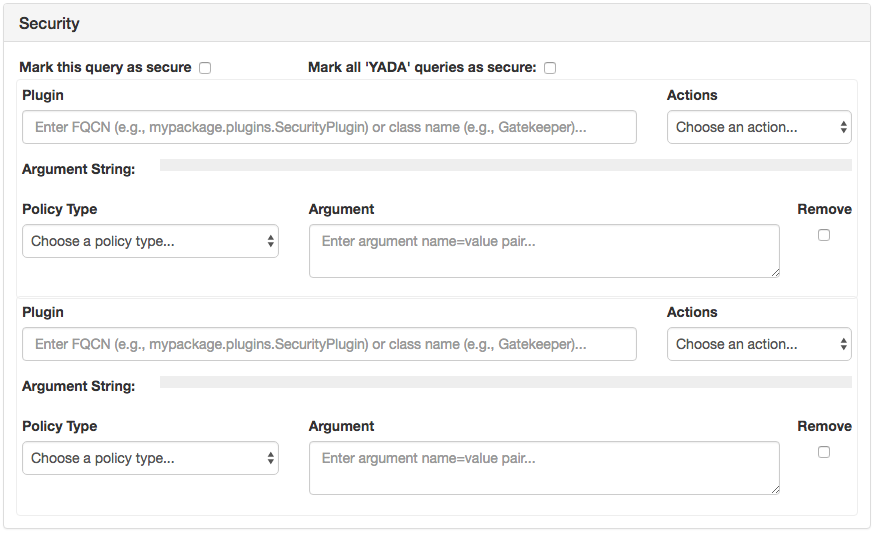 Security
Mark this query as secure Mark all 'YADA' queries as secure:
Plugin Actions
Enter FQCN (e.g., mypackage.plugins.SecurityPlugin) or class name (e.g., Gatekeeper)... Choose an action...
Argument String:
Policy Type Argument Remove
Choose a policy type... Enter argument name=value pair...
Plugin Actions
Enter FQCN (e.g., mypackage.plugins.SecurityPlugin) or class name (e.g., Gatekeeper)... Choose an action...
Argument String:
Policy Type Argument Remove
Choose a policy type... Enter argument name=value pair...